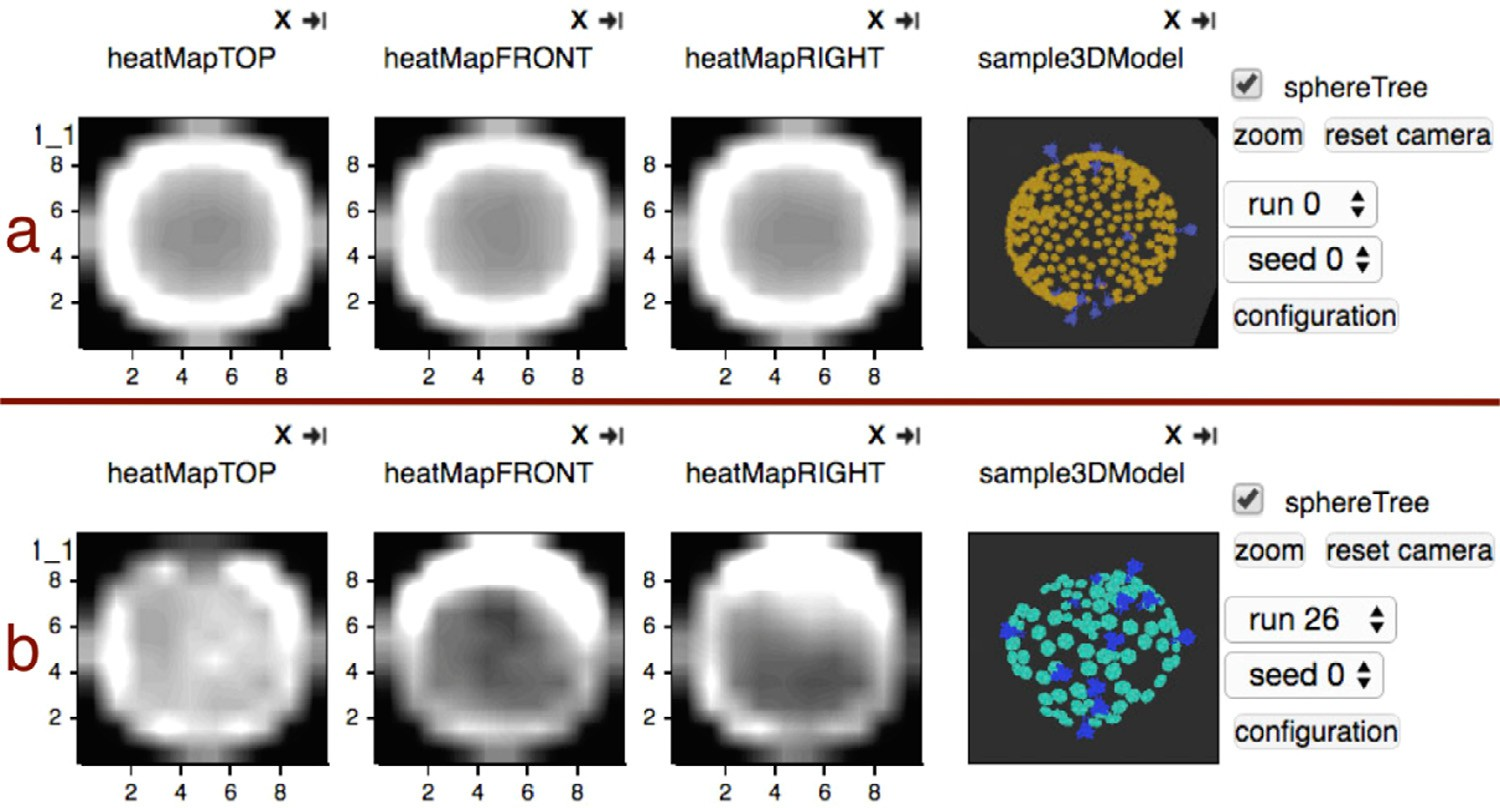 X X X X
heatMapTOP heatMapFRONT heatMapRIGHT sample3DModel
sphereTree
zoom reset camera
1_1
8 8 8
run 0
6 6 6
a
seed 0
4 4 4
2 2 2
configuration
2 4 6 8 2 4 6 8 2 4 6 8
X X X X
heatMapTOP heatMapFRONT heatMapRIGHT sample3DModel
sphereTree
zoom reset camera
1_1
8 8 8
run 26
6 6 6
b
seed 0
4 4 4
2 2 2
configuration
2 4 6 8 2 4 6 8 2 4 6 8